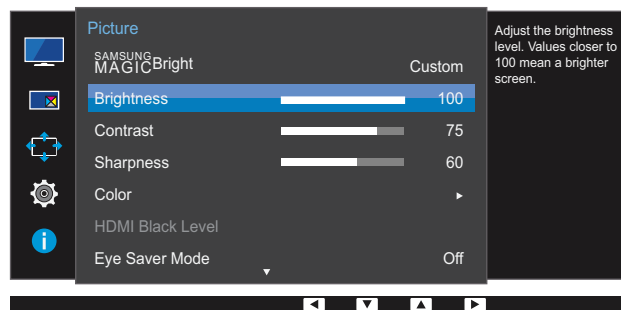 Picture
SAMSUNG
MAGICBright Custom
Brightness 100
Contrast 75
Sharpness 60
Color
HDMI Black Level
Eye Saver Mode Off
Adjust the brightness
level. Values closer to
100 mean a brighter
screen.